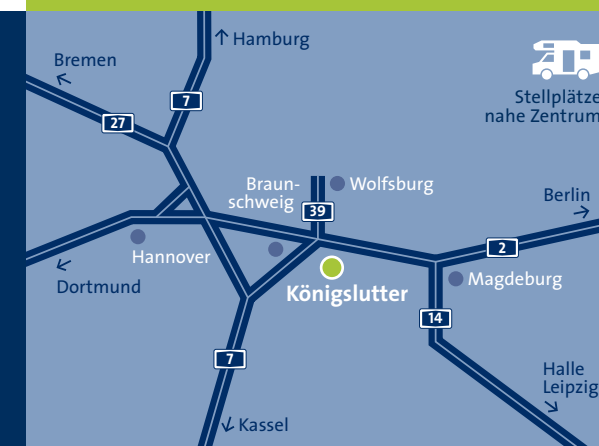 Hamburg
Bremen
7
27
Stellplätze
nahe Zentrum
Braun-
schweig
Wolfsburg
39
Berlin
2
Hannover
Dortmund
Königslutter
Magdeburg
14
7
Halle
Leipzig
Kassel